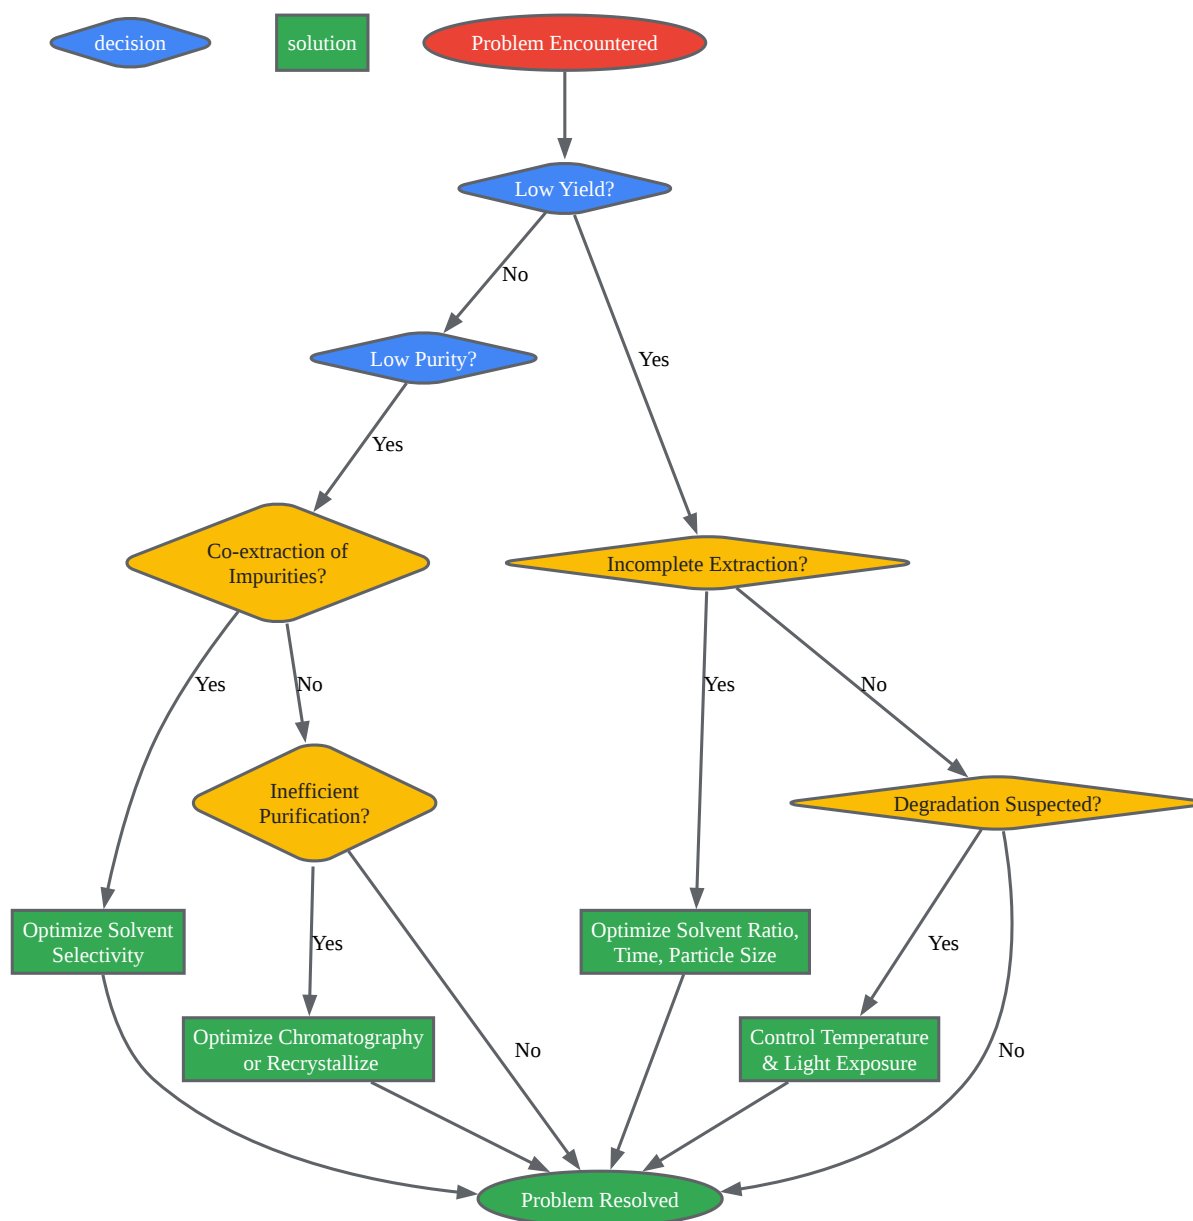 decision
solution
Problem Encountered
Low Yield?
No
Low Purity?
Yes
Yes
Co-extraction of
Impurities?
Incomplete Extraction?
Yes
No
Yes
No
Inefficient
Purification?
Degradation Suspected?
Optimize Solvent
Selectivity
Yes
Optimize Solvent Ratio,
Time, Particle Size
Yes
Optimize Chromatography
or Recrystallize
No
Control Temperature
& Light Exposure
No
Problem Resolved